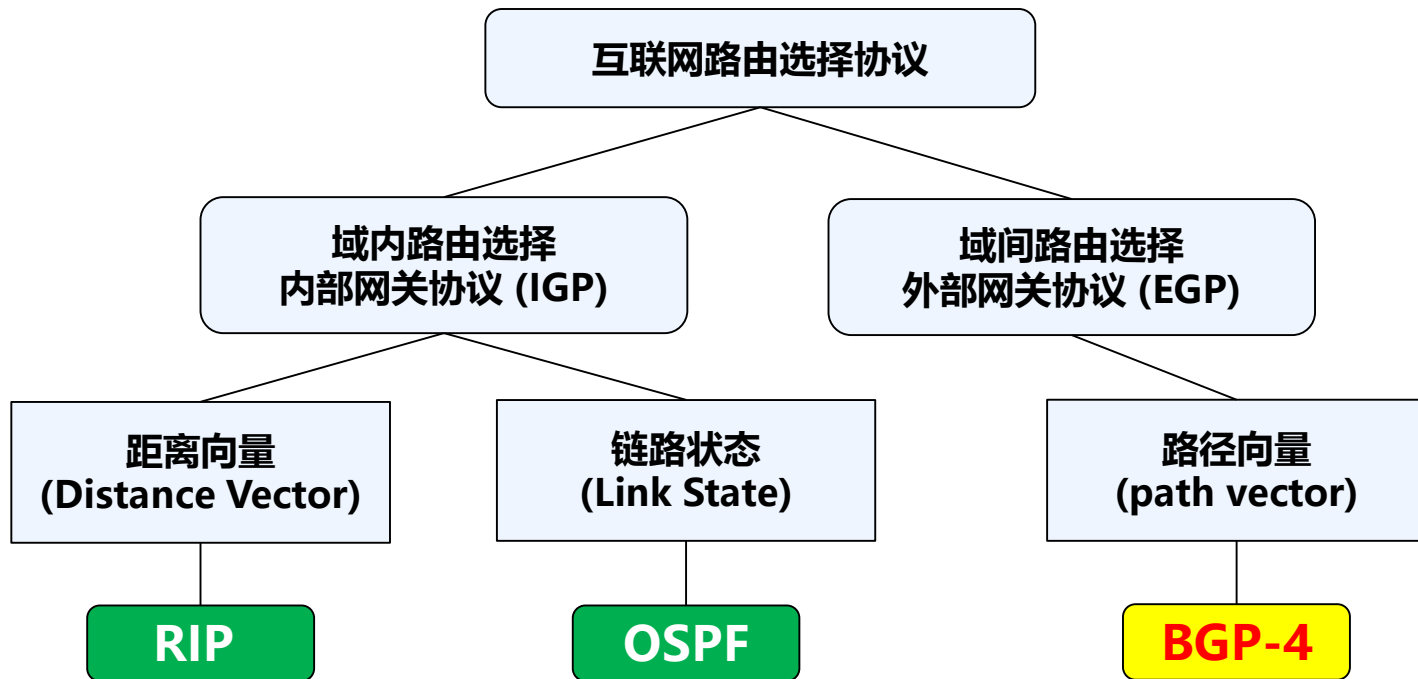 互联网路由选择协议
域内路由选择
内部网关协议 (IGP)
域间路由选择
外部网关协议 (EGP)
距离向量
(Distance Vector)
链路状态
(Link State)
路径向量
(path vector)
RIP
OSPF
BGP-4